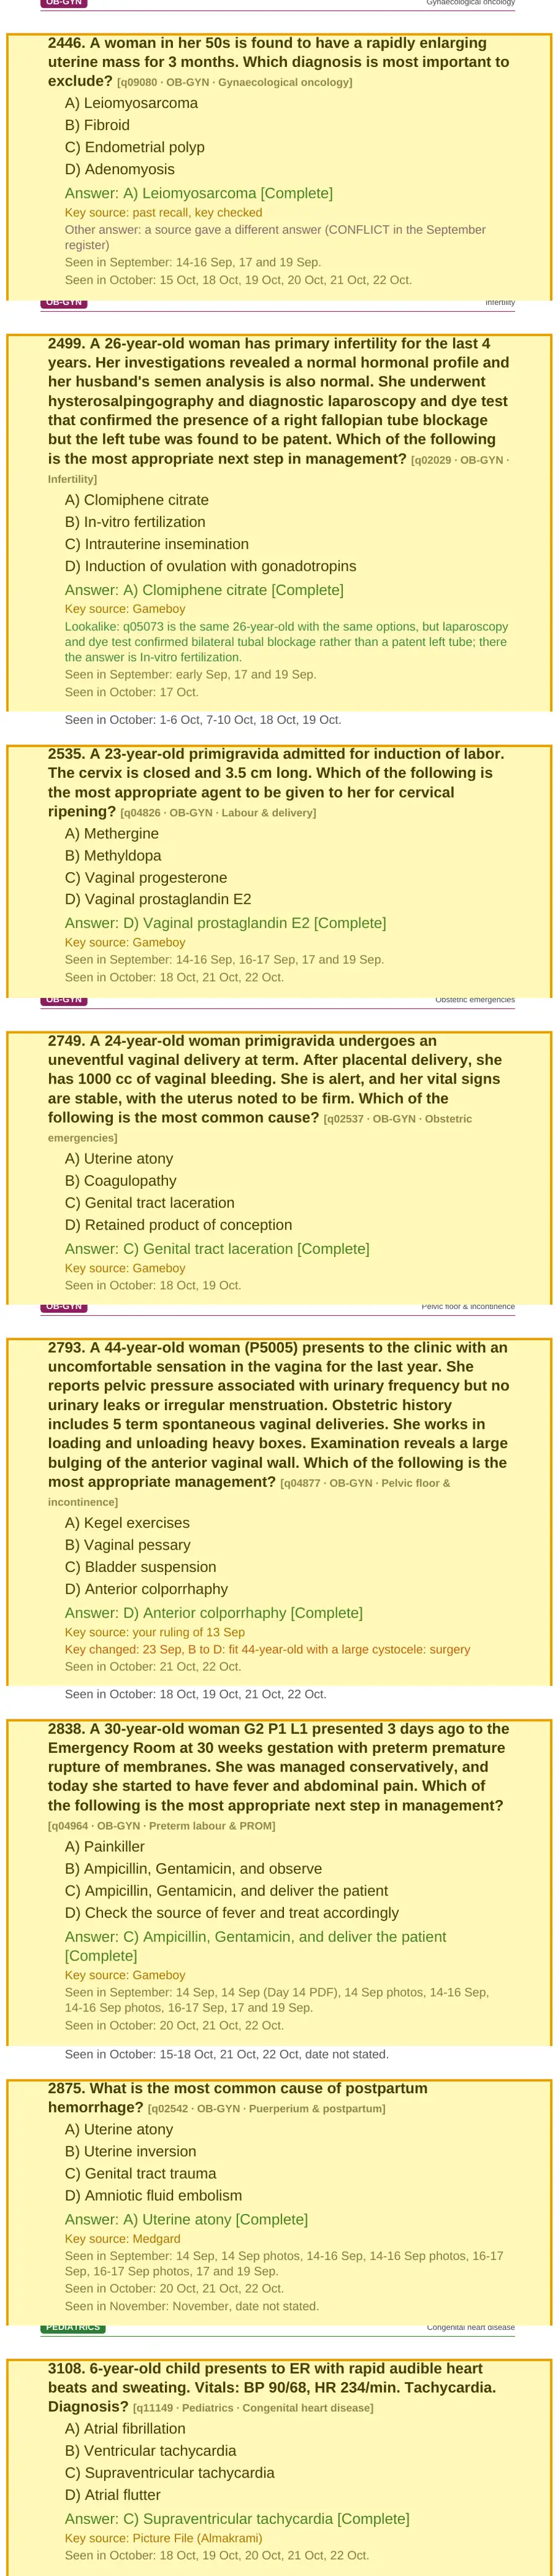 OB-GYN Gynaecological oncology
2446. A woman in her 50s is found to have a rapidly enlarging
uterine mass for 3 months. Which diagnosis is most important to
exclude? [q09080 · OB-GYN · Gynaecological oncology]
A) Leiomyosarcoma
B) Fibroid
C) Endometrial polyp
D) Adenomyosis
Answer: A) Leiomyosarcoma [Complete]
Key source: past recall, key checked
Other answer: a source gave a different answer (CONFLICT in the September
register)
Seen in September: 14-16 Sep, 17 and 19 Sep.
Seen in October: 15 Oct, 18 Oct, 19 Oct, 20 Oct, 21 Oct, 22 Oct.
OB-GYN Infertility
2499. A 26-year-old woman has primary infertility for the last 4
years. Her investigations revealed a normal hormonal profile and
her husband's semen analysis is also normal. She underwent
hysterosalpingography and diagnostic laparoscopy and dye test
that confirmed the presence of a right fallopian tube blockage
but the left tube was found to be patent. Which of the following
is the most appropriate next step in management? [q02029 · OB-GYN ·
Infertility]
A) Clomiphene citrate
B) In-vitro fertilization
C) Intrauterine insemination
D) Induction of ovulation with gonadotropins
Answer: A) Clomiphene citrate [Complete]
Key source: Gameboy
Lookalike: q05073 is the same 26-year-old with the same options, but laparoscopy
and dye test confirmed bilateral tubal blockage rather than a patent left tube; there
the answer is In-vitro fertilization.
Seen in September: early Sep, 17 and 19 Sep.
Seen in October: 17 Oct.
Seen in October: 1-6 Oct, 7-10 Oct, 18 Oct, 19 Oct.
2535. A 23-year-old primigravida admitted for induction of labor.
The cervix is closed and 3.5 cm long. Which of the following is
the most appropriate agent to be given to her for cervical
ripening? [q04826 · OB-GYN · Labour & delivery]
A) Methergine
B) Methyldopa
C) Vaginal progesterone
D) Vaginal prostaglandin E2
Answer: D) Vaginal prostaglandin E2 [Complete]
Key source: Gameboy
Seen in September: 14-16 Sep, 16-17 Sep, 17 and 19 Sep.
Seen in October: 18 Oct, 21 Oct, 22 Oct.
OB-GYN Obstetric emergencies
2749. A 24-year-old woman primigravida undergoes an
uneventful vaginal delivery at term. After placental delivery, she
has 1000 cc of vaginal bleeding. She is alert, and her vital signs
are stable, with the uterus noted to be firm. Which of the
following is the most common cause? [q02537 · OB-GYN · Obstetric
emergencies]
A) Uterine atony
B) Coagulopathy
C) Genital tract laceration
D) Retained product of conception
Answer: C) Genital tract laceration [Complete]
Key source: Gameboy
Seen in October: 18 Oct, 19 Oct.
OB-GYN Pelvic floor & incontinence
2793. A 44-year-old woman (P5005) presents to the clinic with an
uncomfortable sensation in the vagina for the last year. She
reports pelvic pressure associated with urinary frequency but no
urinary leaks or irregular menstruation. Obstetric history
includes 5 term spontaneous vaginal deliveries. She works in
loading and unloading heavy boxes. Examination reveals a large
bulging of the anterior vaginal wall. Which of the following is the
most appropriate management? [q04877 · OB-GYN · Pelvic floor &
incontinence]
A) Kegel exercises
B) Vaginal pessary
C) Bladder suspension
D) Anterior colporrhaphy
Answer: D) Anterior colporrhaphy [Complete]
Key source: your ruling of 13 Sep
Key changed: 23 Sep, B to D: fit 44-year-old with a large cystocele: surgery
Seen in October: 21 Oct, 22 Oct.
Seen in October: 18 Oct, 19 Oct, 21 Oct, 22 Oct.
2838. A 30-year-old woman G2 P1 L1 presented 3 days ago to the
Emergency Room at 30 weeks gestation with preterm premature
rupture of membranes. She was managed conservatively, and
today she started to have fever and abdominal pain. Which of
the following is the most appropriate next step in management?
[q04964 · OB-GYN · Preterm labour & PROM]
A) Painkiller
B) Ampicillin, Gentamicin, and observe
C) Ampicillin, Gentamicin, and deliver the patient
D) Check the source of fever and treat accordingly
Answer: C) Ampicillin, Gentamicin, and deliver the patient
[Complete]
Key source: Gameboy
Seen in September: 14 Sep, 14 Sep (Day 14 PDF), 14 Sep photos, 14-16 Sep,
14-16 Sep photos, 16-17 Sep, 17 and 19 Sep.
Seen in October: 20 Oct, 21 Oct, 22 Oct.
Seen in October: 15-18 Oct, 21 Oct, 22 Oct, date not stated.
2875. What is the most common cause of postpartum
hemorrhage? [q02542 · OB-GYN · Puerperium & postpartum]
A) Uterine atony
B) Uterine inversion
C) Genital tract trauma
D) Amniotic fluid embolism
Answer: A) Uterine atony [Complete]
Key source: Medgard
Seen in September: 14 Sep, 14 Sep photos, 14-16 Sep, 14-16 Sep photos, 16-17
Sep, 16-17 Sep photos, 17 and 19 Sep.
Seen in October: 20 Oct, 21 Oct, 22 Oct.
Seen in November: November, date not stated.
PEDIATRICS Congenital heart disease
3108. 6-year-old child presents to ER with rapid audible heart
beats and sweating. Vitals: BP 90/68, HR 234/min. Tachycardia.
Diagnosis? [q11149 · Pediatrics · Congenital heart disease]
A) Atrial fibrillation
B) Ventricular tachycardia
C) Supraventricular tachycardia
D) Atrial flutter
Answer: C) Supraventricular tachycardia [Complete]
Key source: Picture File (Almakrami)
Seen in October: 18 Oct, 19 Oct, 20 Oct, 21 Oct, 22 Oct.